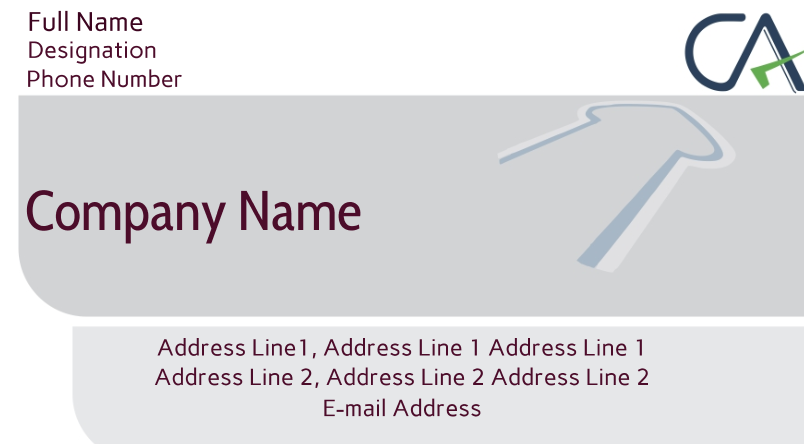 Full Name
Designation
Phone Number
CA
Company Name
Address Line1, Address Line 1 Address Line 1
Address Line 2, Address Line 2 Address Line 2
E-mail Address